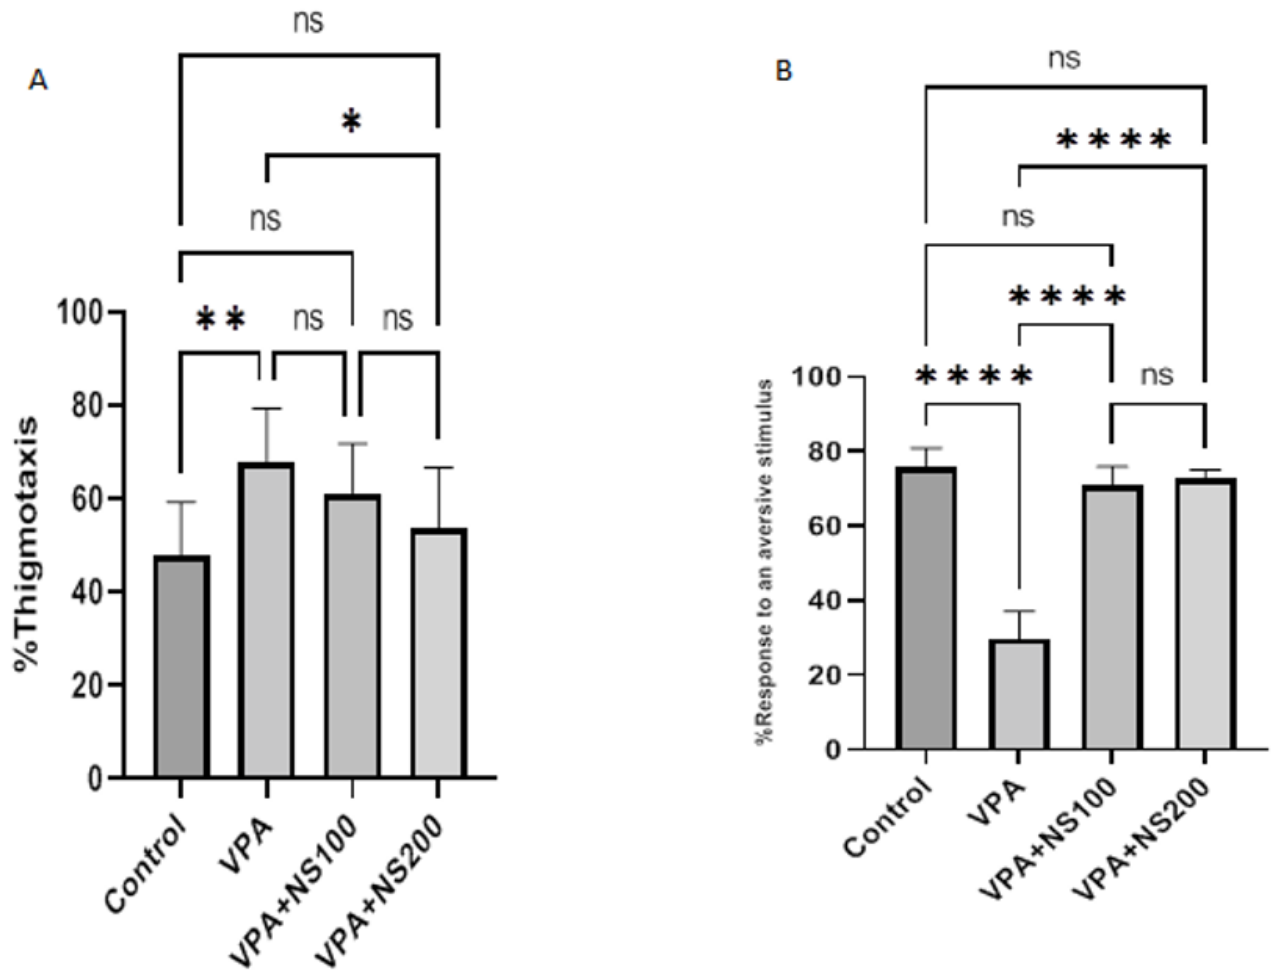 A
ns
*
ns
** ns ns
%Thigmotaxis
100
80
60
40
20
0
Control
VPA
VPA+NS100
VPA+NS200
B
ns
****
ns
****
**** ns
%Response to an aversive stimulus
100
80
60
40
20
0
Control
VPA
VPA+NS100
VPA+NS200